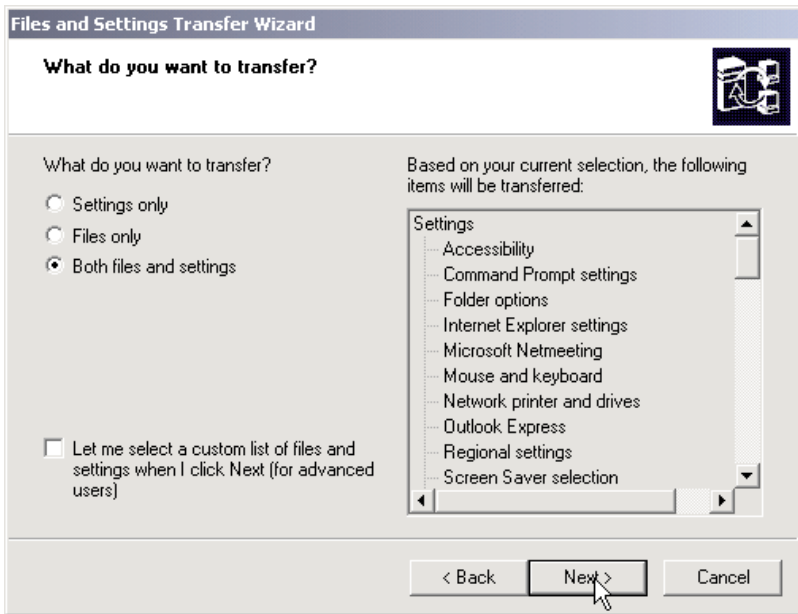 Files and Settings Transfer Wizard
What do you want to transfer?
What do you want to transfer?
Settings only
Files only
Both files and settings
Let me select a custom list of files and
settings when I click Next (for advanced
users)
Based on your current selection, the following
items will be transferred:
Settings
Accessibility
Command Prompt settings
Folder options
Internet Explorer settings
Microsoft Netmeeting
Mouse and keyboard
Network printer and drives
Outlook Express
Regional settings
Screen Saver selection
< Back
Next >
Cancel